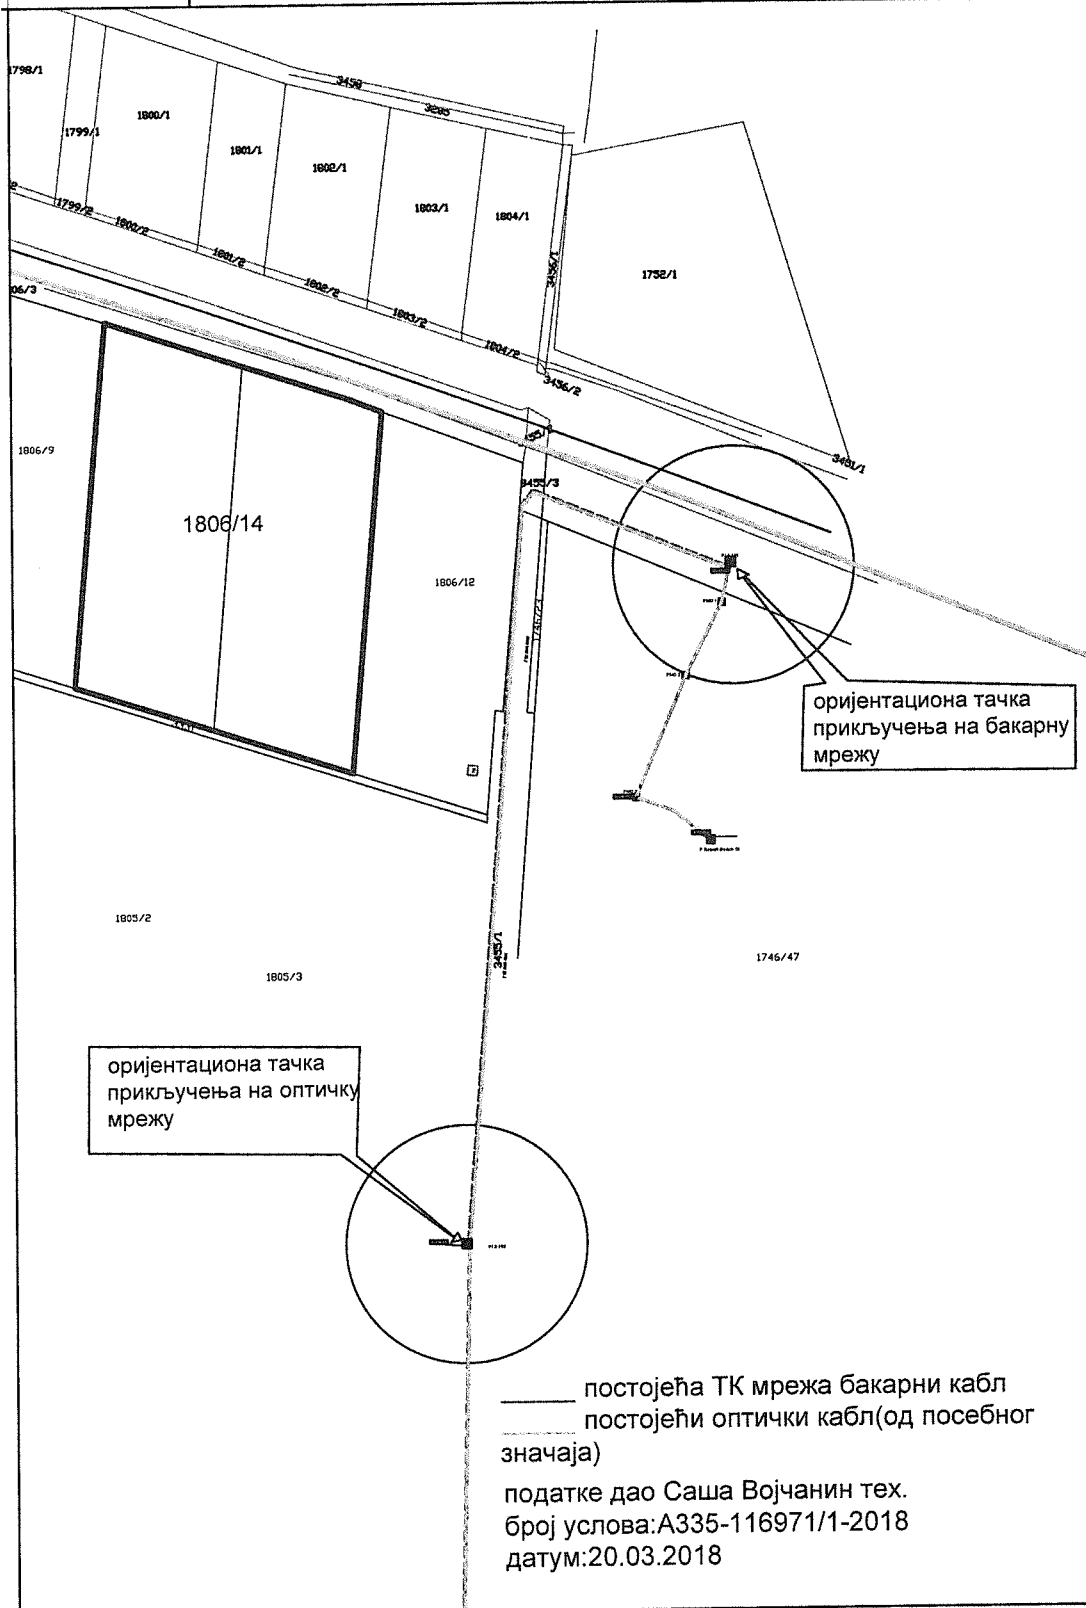 1798/1
1799/1
1800/1
1801/1
1802/1
1803/1
1804/1
3458
3285
1799/2
1800/2
1801/2
1802/2
1803/2
1804/2
3456/1
3456/2
1752/1
3451/1
06/3
1806/9
1806/14
1806/12
3455/3
оријентациона тачка
прикључења на бакарну
мрежу
1805/2
1805/3
3455/1
1746/47
оријентациона тачка
прикључења на оптичку
мрежу
постојећа ТК мрежа бакарни кабл
постојећи оптички кабл(од посебног
значаја)
податке дао Саша Војчанин тех.
број услова:А335-116971/1-2018
датум:20.03.2018